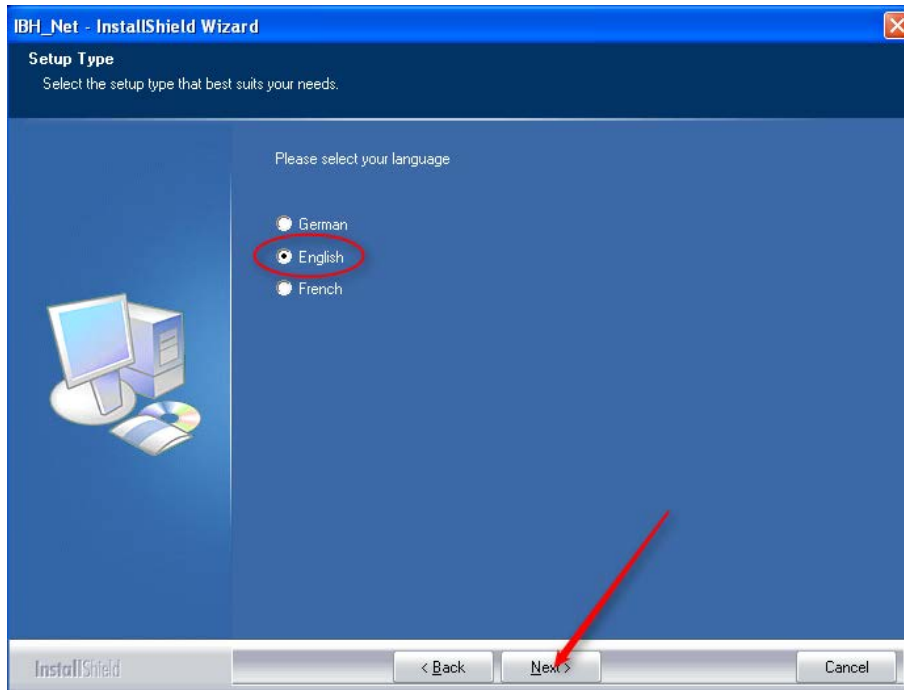 IBH_Net - InstallShield Wizard
Setup Type
Select the setup type that best suits your needs.
Please select your language
German
English
French
InstallShield
< Back
Next >
Cancel